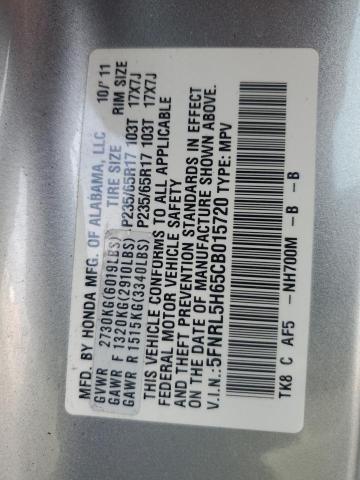 MFD. BY HONDA MFG. OF ALABAMA, LLC 10/'11
GVWR 2730KG(6019LBS) TIRE SIZE RIM SIZE
GAWR F 1320KG(2910LBS) P235/65R17 103T 17X7J
GAWR R 1515KG(3340LBS) P235/65R17 103T 17X7J
THIS VEHICLE CONFORMS TO ALL APPLICABLE
FEDERAL MOTOR VEHICLE SAFETY
AND THEFT PREVENTION STANDARDS IN EFFECT
ON THE DATE OF MANUFACTURE SHOWN ABOVE.
V.I.N.:5FNRL5H65CB015720 TYPE: MPV
TK8 C AF5 -NH700M -B -B